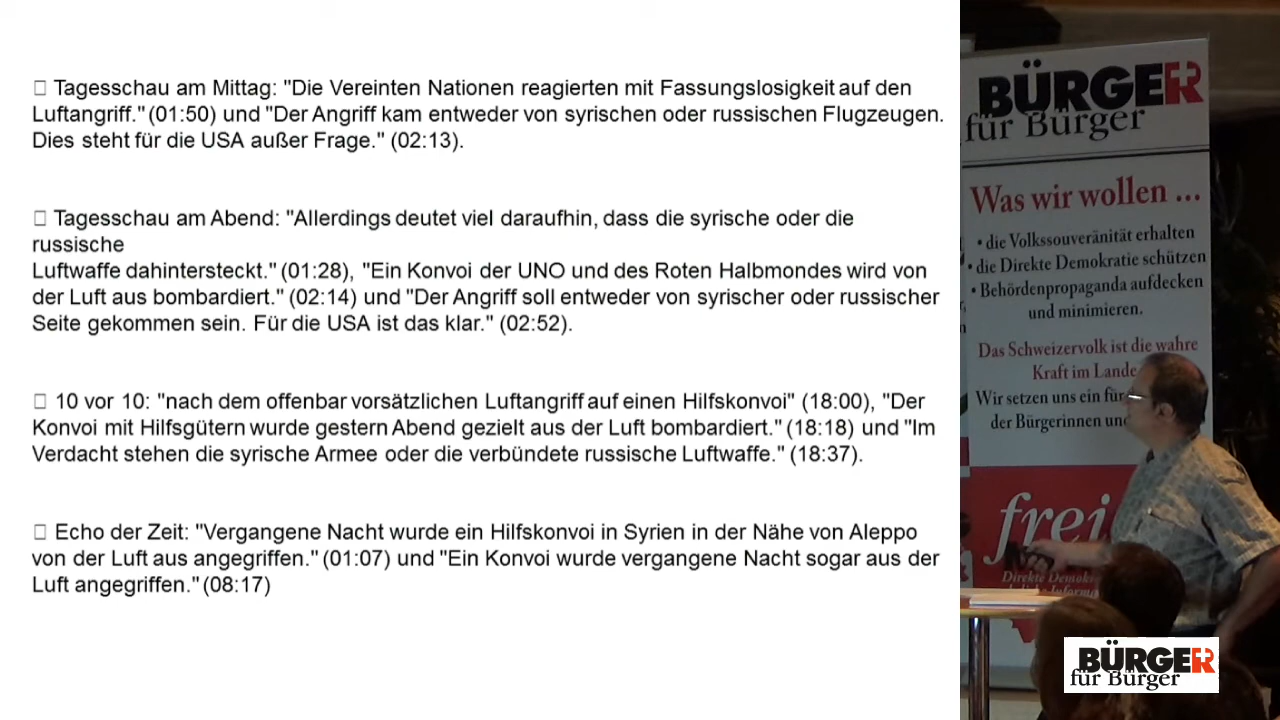 Tagesschau am Mittag: "Die Vereinten Nationen reagierten mit Fassungslosigkeit auf den
Luftangriff." (01:50) und "Der Angriff kam entweder von syrischen oder russischen Flugzeugen.
Dies steht für die USA außer Frage." (02:13).
Tagesschau am Abend: "Allerdings deutet viel daraufhin, dass die syrische oder die
russische
Luftwaffe dahintersteckt." (01:28), "Ein Konvoi der UNO und des Roten Halbmondes wird von
der Luft aus bombardiert." (02:14) und "Der Angriff soll entweder von syrischer oder russischer
Seite gekommen sein. Für die USA ist das klar." (02:52).
10 vor 10: "nach dem offenbar vorsätzlichen Luftangriff auf einen Hilfskonvoi" (18:00), "Der
Konvoi mit Hilfsgütern wurde gestern Abend gezielt aus der Luft bombardiert." (18:18) und "Im
Verdacht stehen die syrische Armee oder die verbündete russische Luftwaffe." (18:37).
Echo der Zeit: "Vergangene Nacht wurde ein Hilfskonvoi in Syrien in der Nähe von Aleppo
von der Luft aus angegriffen." (01:07) und "Ein Konvoi wurde vergangene Nacht sogar aus der
Luft angegriffen." (08:17)
BÜRGER
für Bürger
Was wir wollen ...
• die Volkssouveränität erhalten
• die Direkte Demokratie schützen
• Behördenpropaganda aufdecken
und minimieren.
Das Schweizervolk ist die wahre
Kraft im Lande
Wir setzen uns ein für
der Bürgerinnen
frei
Direkte
BÜRGER
für Bürger